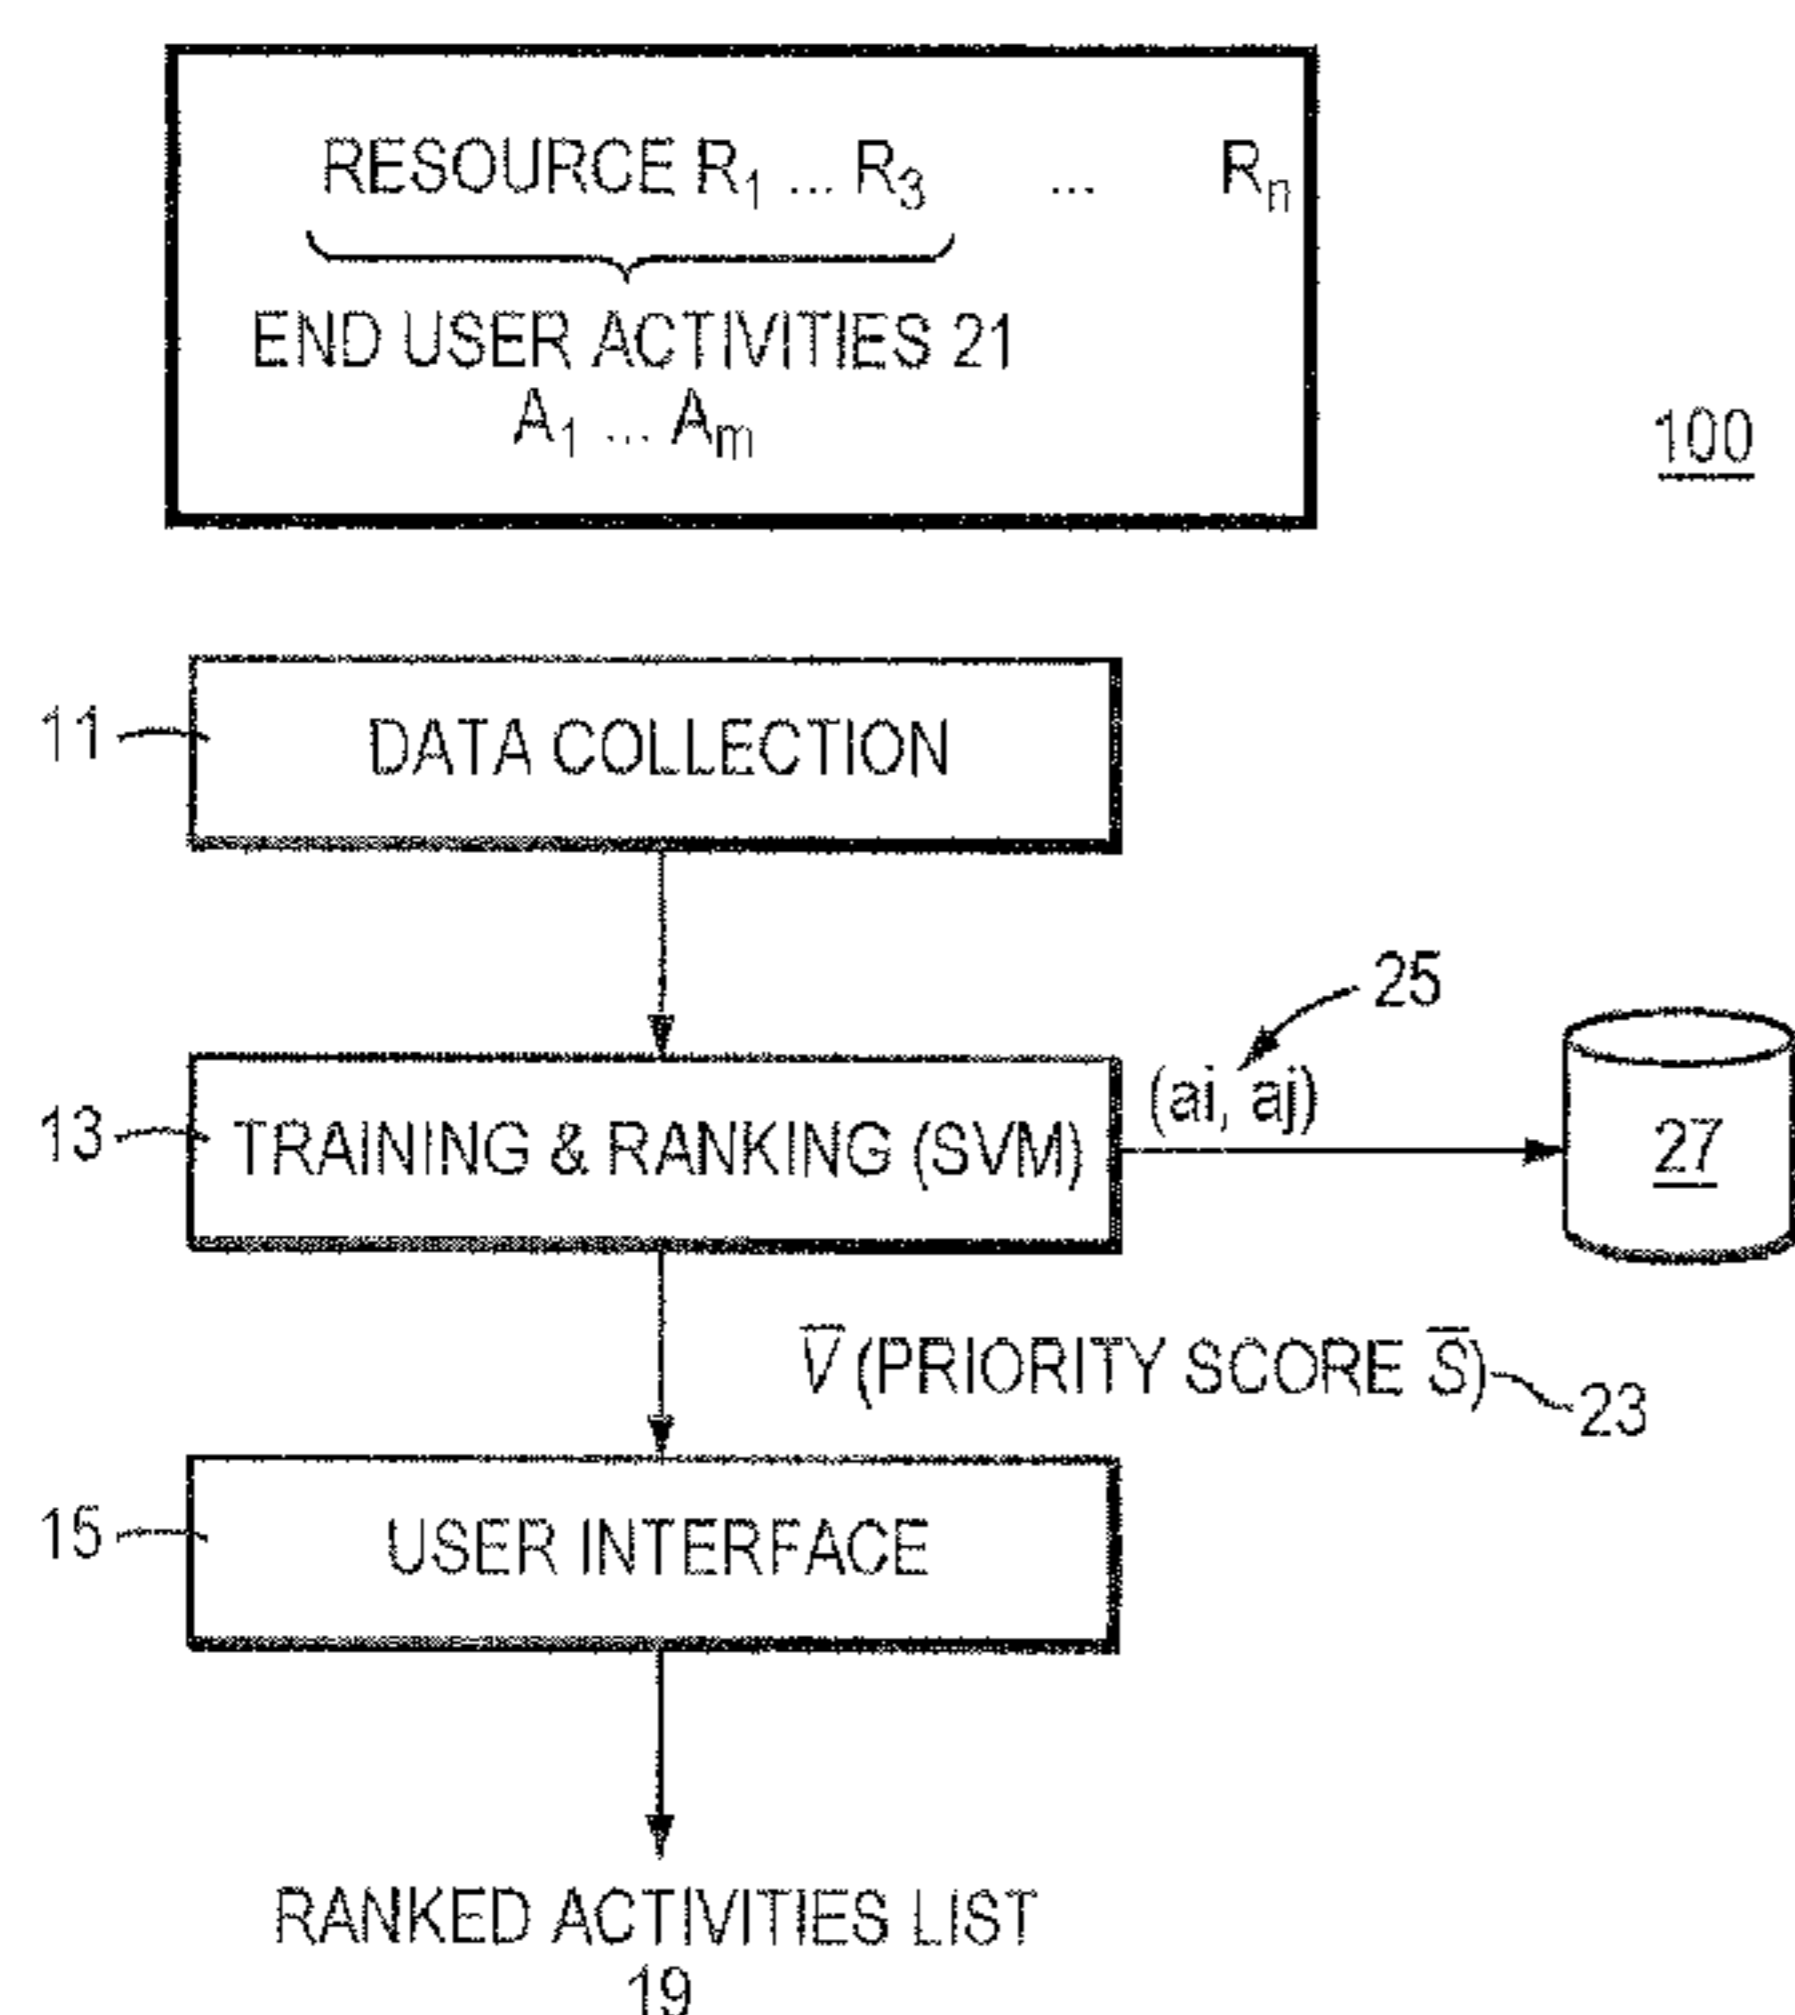 RESOURCE R1 ... R3 ... Rn
END USER ACTIVITIES 21
A1 ... Am
100
11
DATA COLLECTION
25
(ai, aj)
13
TRAINING & RANKING (SVM)
27
V̅ (PRIORITY SCORE S̅)
23
15
USER INTERFACE
RANKED ACTIVITIES LIST
19